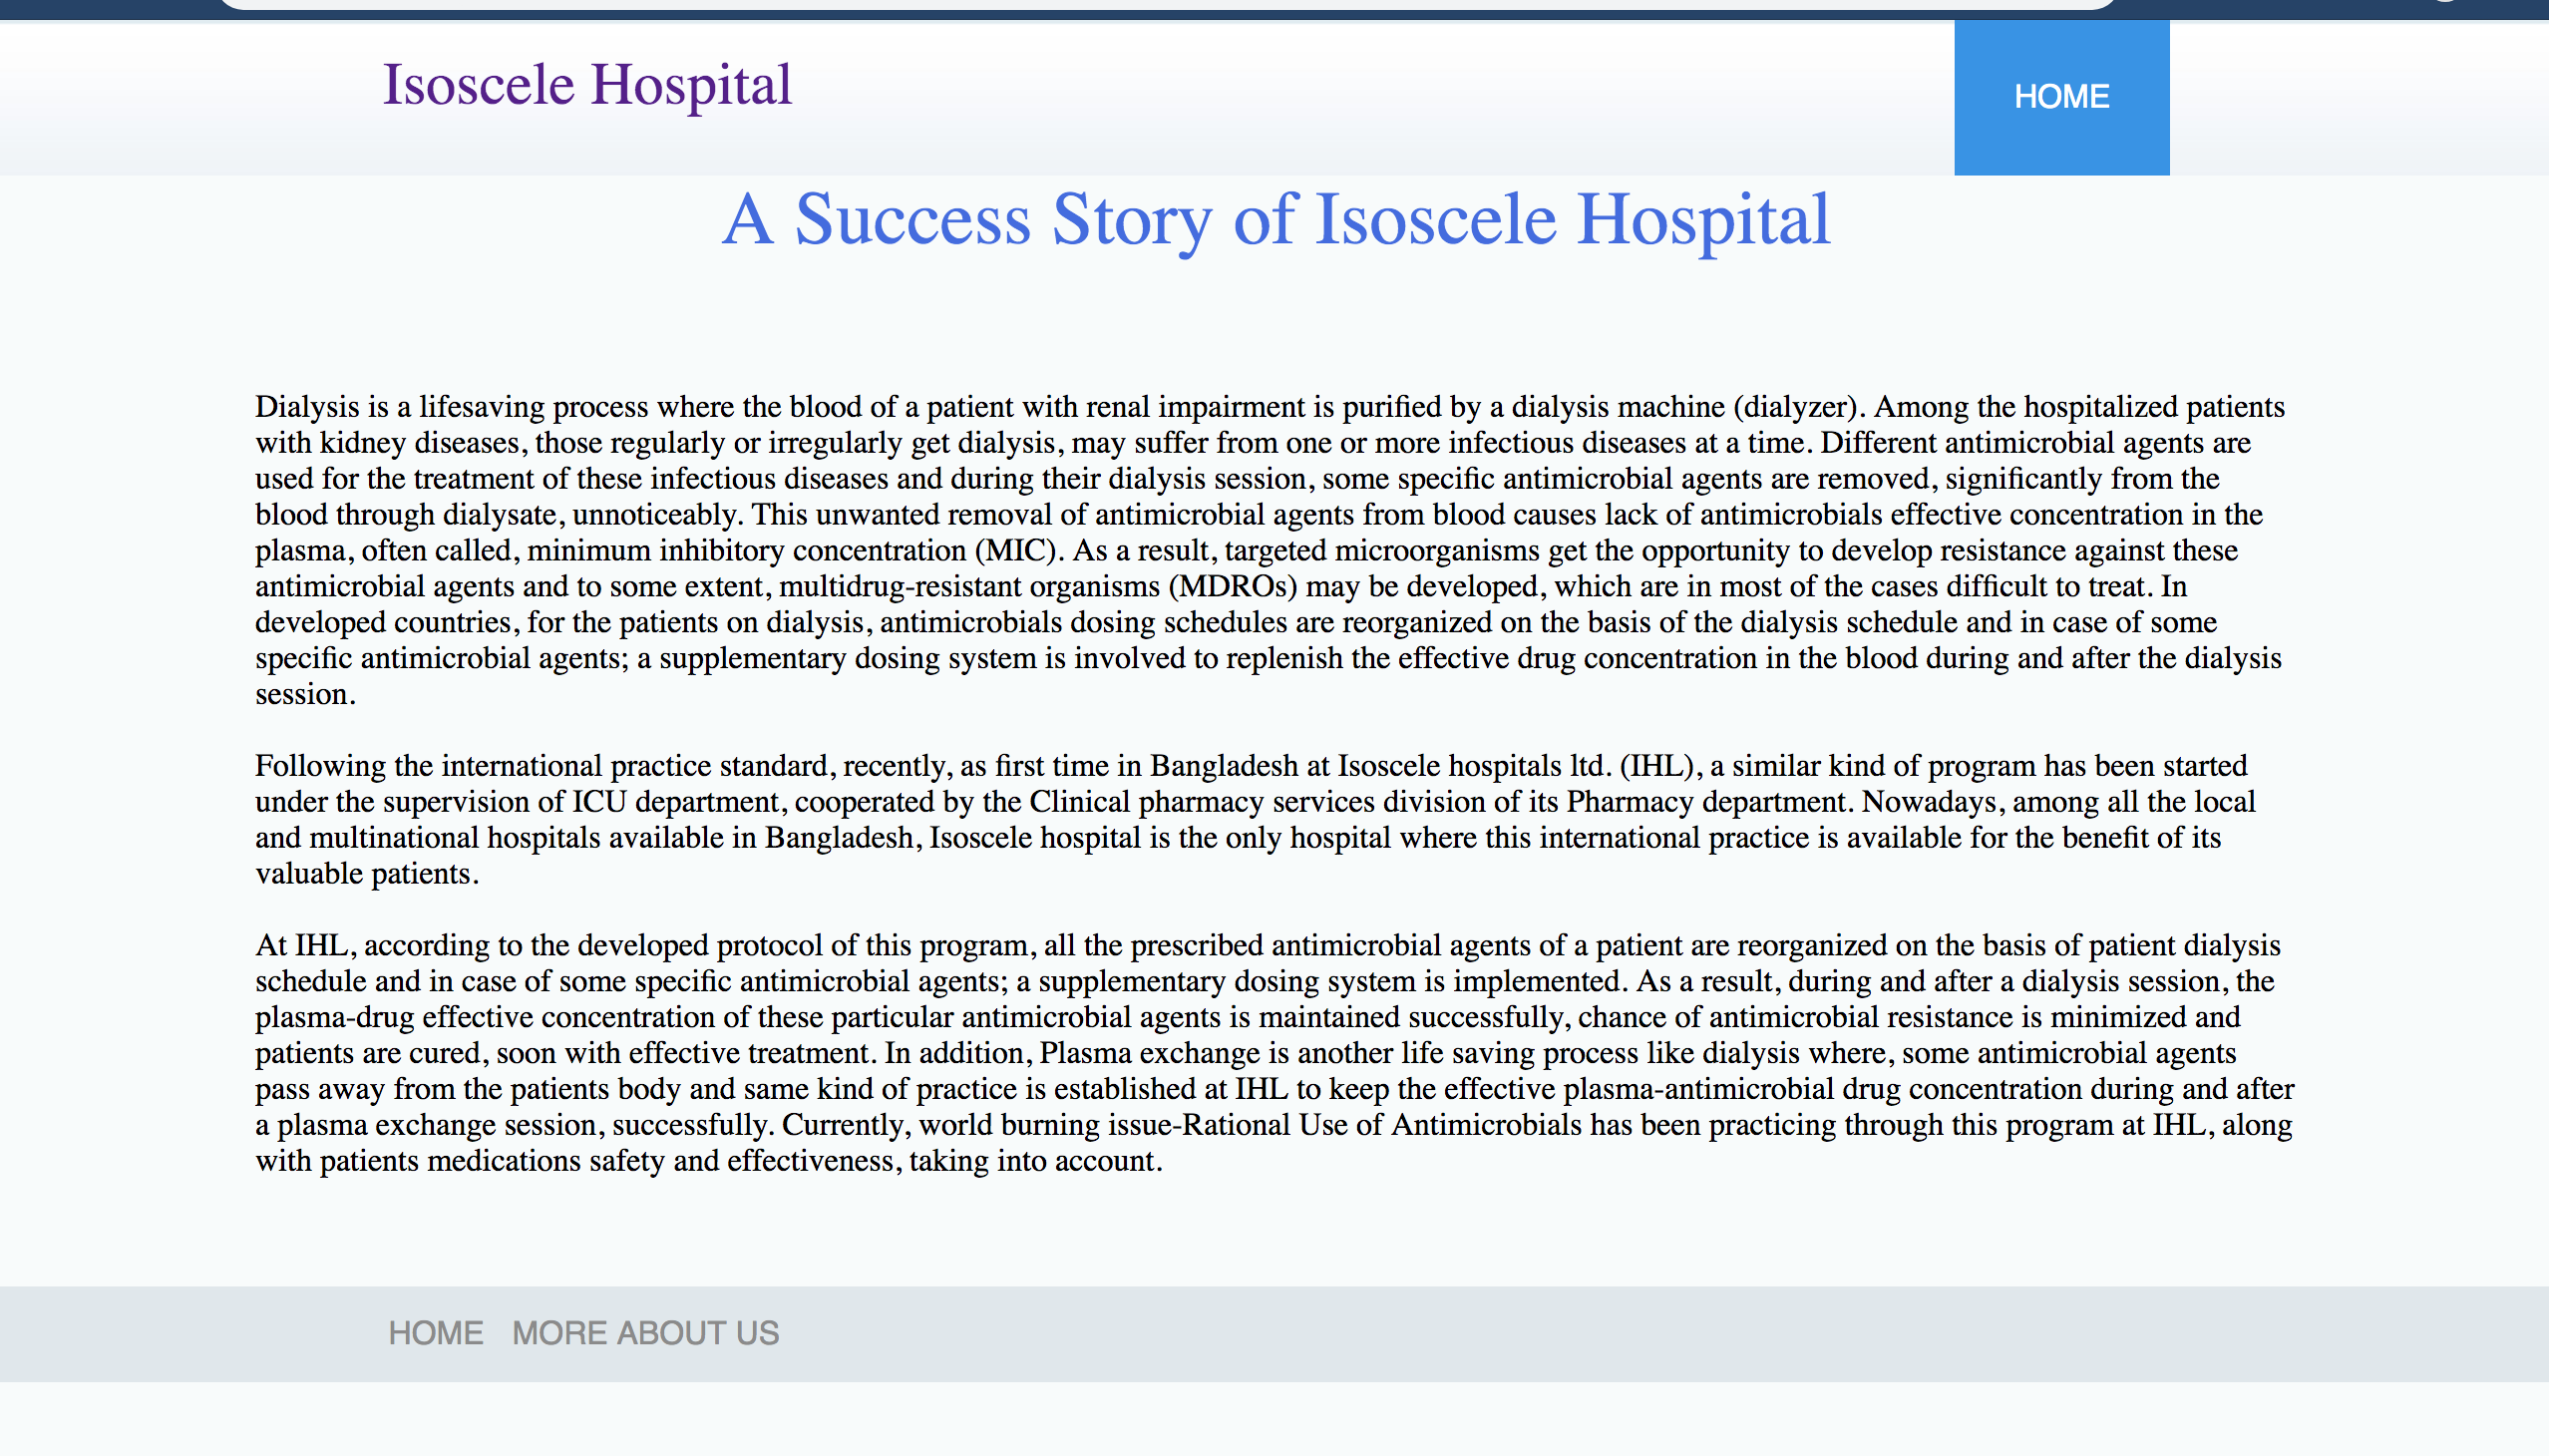 Isoscele Hospital
HOME
A Success Story of Isoscele Hospital
Dialysis is a lifesaving process where the blood of a patient with renal impairment is purified by a dialysis machine (dialyzer). Among the hospitalized patients
with kidney diseases, those regularly or irregularly get dialysis, may suffer from one or more infectious diseases at a time. Different antimicrobial agents are
used for the treatment of these infectious diseases and during their dialysis session, some specific antimicrobial agents are removed, significantly from the
blood through dialysate, unnoticeably. This unwanted removal of antimicrobial agents from blood causes lack of antimicrobials effective concentration in the
plasma, often called, minimum inhibitory concentration (MIC). As a result, targeted microorganisms get the opportunity to develop resistance against these
antimicrobial agents and to some extent, multidrug-resistant organisms (MDROs) may be developed, which are in most of the cases difficult to treat. In
developed countries, for the patients on dialysis, antimicrobials dosing schedules are reorganized on the basis of the dialysis schedule and in case of some
specific antimicrobial agents; a supplementary dosing system is involved to replenish the effective drug concentration in the blood during and after the dialysis
session.
Following the international practice standard, recently, as first time in Bangladesh at Isoscele hospitals ltd. (IHL), a similar kind of program has been started
under the supervision of ICU department, cooperated by the Clinical pharmacy services division of its Pharmacy department. Nowadays, among all the local
and multinational hospitals available in Bangladesh, Isoscele hospital is the only hospital where this international practice is available for the benefit of its
valuable patients.
At IHL, according to the developed protocol of this program, all the prescribed antimicrobial agents of a patient are reorganized on the basis of patient dialysis
schedule and in case of some specific antimicrobial agents; a supplementary dosing system is implemented. As a result, during and after a dialysis session, the
plasma-drug effective concentration of these particular antimicrobial agents is maintained successfully, chance of antimicrobial resistance is minimized and
patients are cured, soon with effective treatment. In addition, Plasma exchange is another life saving process like dialysis where, some antimicrobial agents
pass away from the patients body and same kind of practice is established at IHL to keep the effective plasma-antimicrobial drug concentration during and after
a plasma exchange session, successfully. Currently, world burning issue-Rational Use of Antimicrobials has been practicing through this program at IHL, along
with patients medications safety and effectiveness, taking into account.
HOME MORE ABOUT US